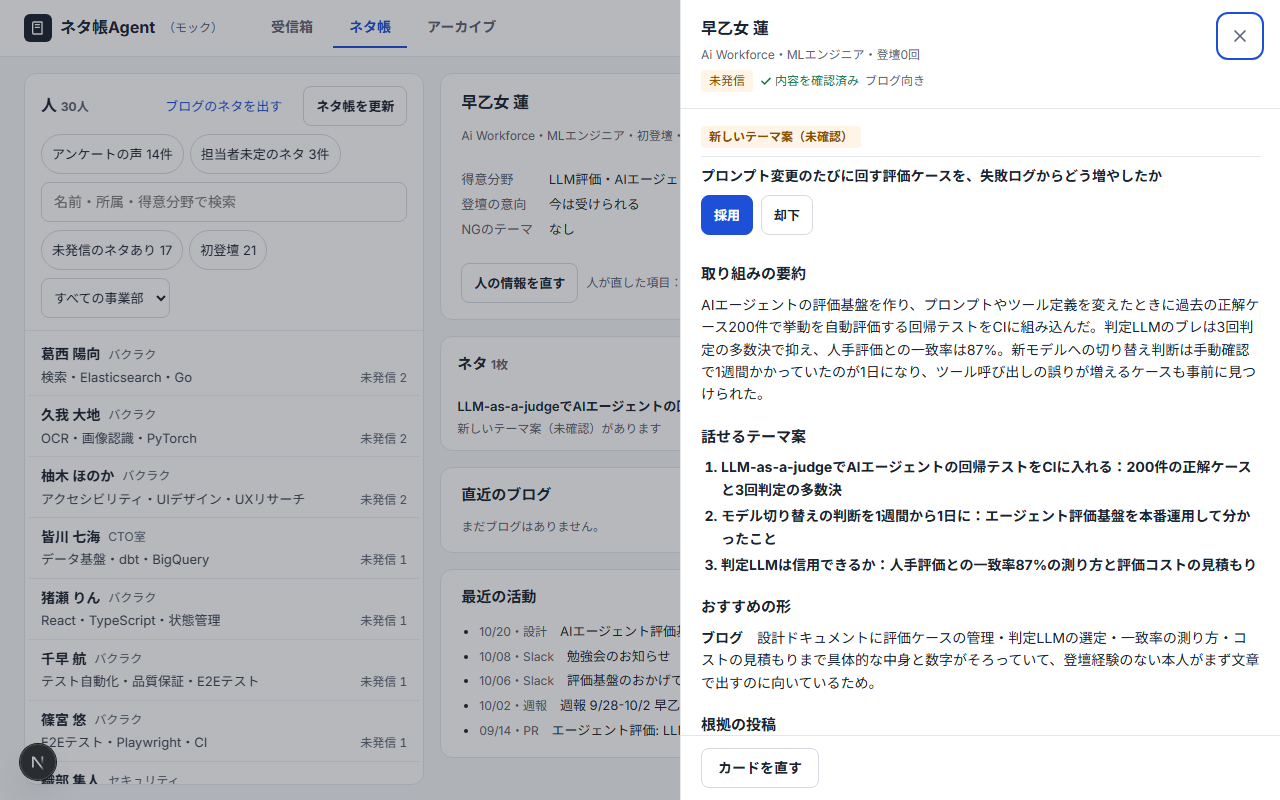 ネタ帳Agent （モック） 受信箱 ネタ帳 アーカイブ
人 30人 ブログのネタを出す ネタ帳を更新
アンケートの声 14件 担当者未定のネタ 3件
名前・所属・得意分野で検索
未発信のネタあり 17 初登壇 21
すべての事業部
葛西 陽向 バクラク
検索・Elasticsearch・Go 未発信 2
久我 大地 バクラク
OCR・画像認識・PyTorch 未発信 2
柚木 ほのか バクラク
アクセシビリティ・UIデザイン・UXリサーチ 未発信 2
皆川 七海 CTO室
データ基盤・dbt・BigQuery 未発信 1
猪瀬 りん バクラク
React・TypeScript・状態管理 未発信 1
千早 航 バクラク
テスト自動化・品質保証・E2Eテスト 未発信 1
篠宮 悠 バクラク
E2Eテスト・Playwright・CI 未発信 1
織部 隼人 セキュリティ
早乙女 蓮
Ai Workforce・MLエンジニア・初登壇・
得意分野 LLM評価・AIエージェ
登壇の意向 今は受けられる
NGのテーマ なし
人の情報を直す 人が直した項目：
ネタ 1枚
LLM-as-a-judgeでAIエージェントの
新しいテーマ案（未確認）があります
直近のブログ
まだブログはありません。
最近の活動
10/20・設計 AIエージェント評価
10/08・Slack 勉強会のお知らせ
10/06・Slack 評価基盤のおかげで
10/02・週報 週報 9/28-10/2 早乙
09/14・PR エージェント評価: LL
早乙女 蓮
Ai Workforce・MLエンジニア・登壇0回
未発信 内容を確認済み ブログ向き
新しいテーマ案（未確認）
プロンプト変更のたびに回す評価ケースを、失敗ログからどう増やしたか
採用 却下
取り組みの要約
AIエージェントの評価基盤を作り、プロンプトやツール定義を変えたときに過去の正解ケ
ース200件で挙動を自動評価する回帰テストをCIに組み込んだ。判定LLMのブレは3回判
定の多数決で抑え、人手評価との一致率は87%。新モデルへの切り替え判断は手動確認
で1週間かかっていたのが1日になり、ツール呼び出しの誤りが増えるケースも事前に見つ
けられた。
話せるテーマ案
1. LLM-as-a-judgeでAIエージェントの回帰テストをCIに入れる：200件の正解ケース
と3回判定の多数決
2. モデル切り替えの判断を1週間から1日に：エージェント評価基盤を本番運用して分か
ったこと
3. 判定LLMは信用できるか：人手評価との一致率87%の測り方と評価コストの見積もり
おすすめの形
ブログ 設計ドキュメントに評価ケースの管理・判定LLMの選定・一致率の測り方・コ
ストの見積もりまで具体的な中身と数字がそろっていて、登壇経験のない本人がまず文章
で出すのに向いているため。
根拠の投稿
カードを直す